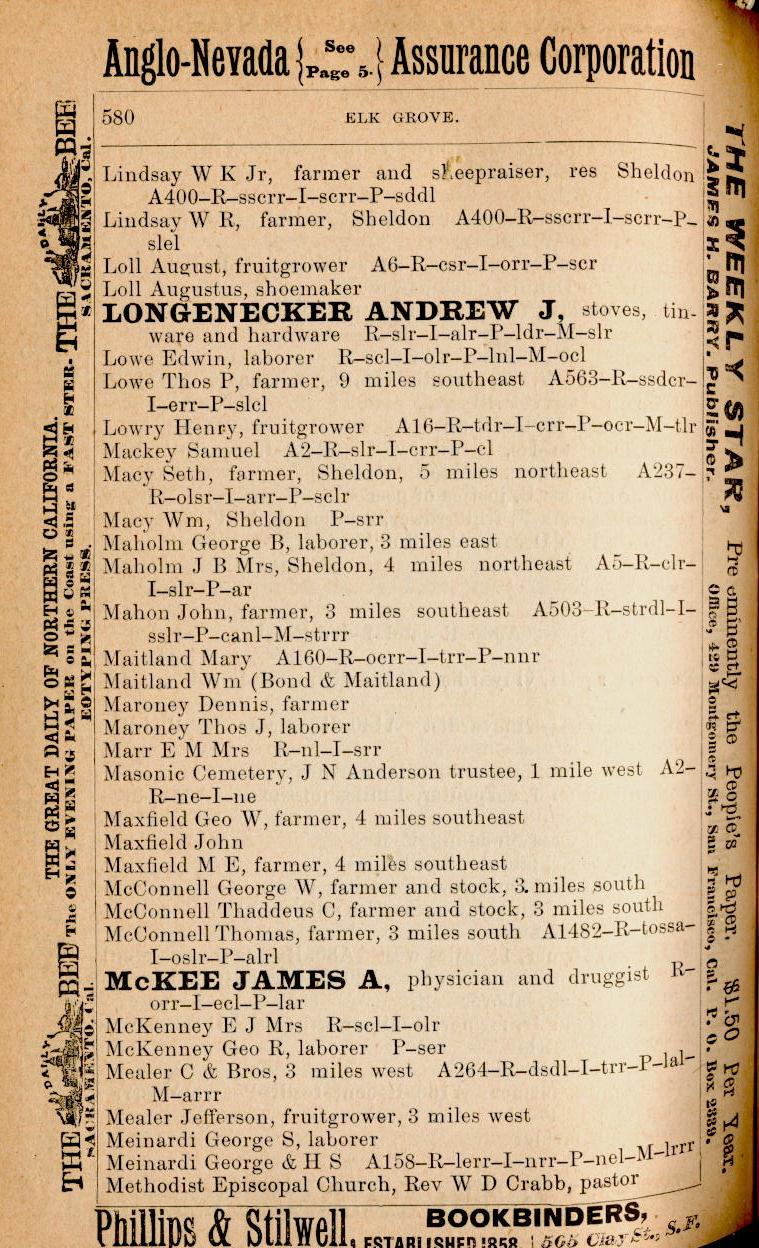 Anglo-Nevada { See Page 5. } Assurance Corporation
580 ELK GROVE.
Lindsay W K Jr, farmer and sheepraiser, res Sheldon
A400–R–sscrr–I–scrr–P–sddl
Lindsay W R, farmer, Sheldon A400–R–sscrr–I–scrr–P–
slel
Loll August, fruitgrower A6–R–csr–I–orr–P–scr
Loll Augustus, shoemaker
LONGENECKER ANDREW J, stoves, tin-
ware and hardware R–slr–I–alr–P–ldr–M–slr
Lowe Edwin, laborer R–scl–I–olr–P–lnl–M–ocl
Lowe Thos P, farmer, 9 miles southeast A563–R–ssdcr–
I–err–P–slcl
Lowry Henry, fruitgrower A16–R–tdr–I–crr–P–ocr–M–tlr
Mackey Samuel A2–R–slr–I–crr–P–cl
Macy Seth, farmer, Sheldon, 5 miles northeast A237–
R–olsr–I–arr–P–sclr
Macy Wm, Sheldon P–srr
Maholm George B, laborer, 3 miles east
Maholm J B Mrs, Sheldon, 4 miles northeast A5–R–clr–
I–slr–P–ar
Mahon John, farmer, 3 miles southeast A503–R–strdl–I–
sslr–P–canl–M–strrr
Maitland Mary A160–R–ocrr–I–trr–P–nnr
Maitland Wm (Bond & Maitland)
Maroney Dennis, farmer
Maroney Thos J, laborer
Marr E M Mrs R–nl–I–srr
Masonic Cemetery, J N Anderson trustee, 1 mile west A2–
R–ne–I–ne
Maxfield Geo W, farmer, 4 miles southeast
Maxfield John
Maxfield M E, farmer, 4 miles southeast
McConnell George W, farmer and stock, 3. miles south
McConnell Thaddeus C, farmer and stock, 3 miles south
McConnell Thomas, farmer, 3 miles south A1482–R–tossa–
I–oslr–P–alrl
McKEE JAMES A, physician and druggist R–
orr–I–ecl–P–lar
McKenney E J Mrs R–scl–I–olr
McKenney Geo R, laborer P–ser
Mealer C & Bros, 3 miles west A264–R–dsdl–I–trr–P–lal–
M–arrr
Mealer Jefferson, fruitgrower, 3 miles west
Meinardi George S, laborer
Meinardi George & H S A158–R–lerr–I–nrr–P–nel–M–lrrr
Methodist Episcopal Church, Rev W D Crabb, pastor
Phillips & Stilwell, BOOKBINDERS,
ESTABLISHED 1858. | 505 Clay St., S.F.
THE DAILY BEE THE GREAT DAILY OF NORTHERN CALIFORNIA. THE DAILY BEE
SACRAMENTO, Cal. The ONLY EVENING PAPER on the Coast using a FAST STER-
EOTYPING PRESS. SACRAMENTO, Cal.
THE WEEKLY STAR, Pre eminently the People's Paper. $1.50 Per Year.
JAMES H. BARRY, Publisher. Office, 429 Montgomery St., San Francisco, Cal. P. O. Box 2339.